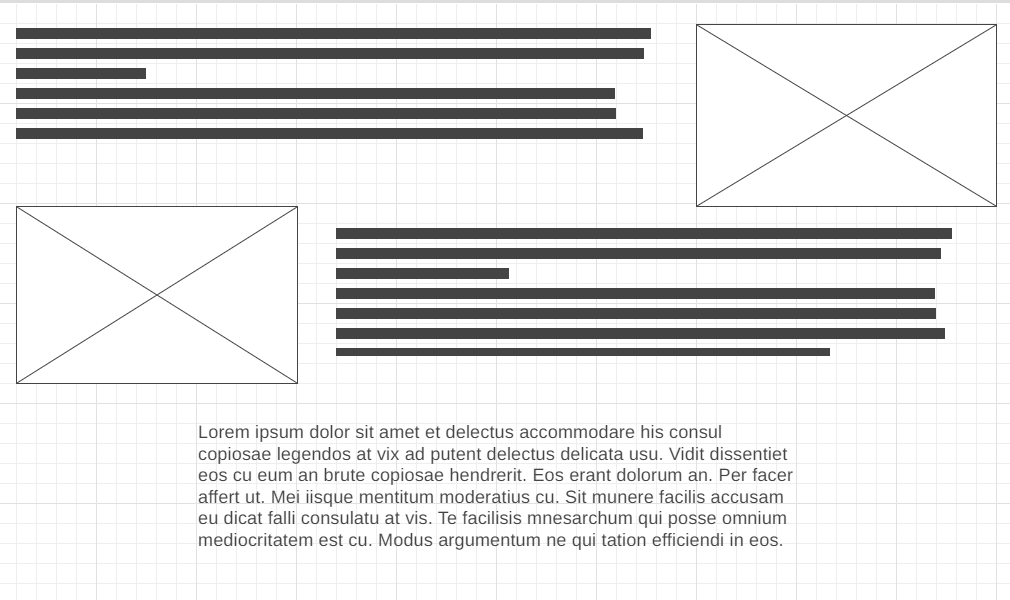 Lorem ipsum dolor sit amet et delectus accommodare his consul
copiosae legendos at vix ad putent delectus delicata usu. Vidit dissentiet
eos cu eum an brute copiosae hendrerit. Eos erant dolorum an. Per facer
affert ut. Mei iisque mentitum moderatius cu. Sit munere facilis accusam
eu dicat falli consulatu at vis. Te facilisis mnesarchum qui posse omnium
mediocritatem est cu. Modus argumentum ne qui tation efficiendi in eos.